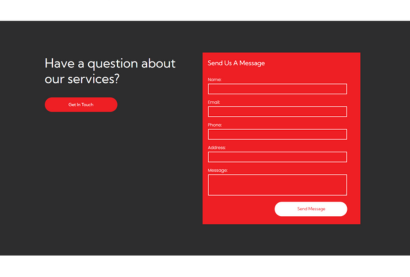 Have a question about
our services?
Get In Touch
Send Us A Message
Name:
Email:
Phone:
Address:
Message:
Send Message